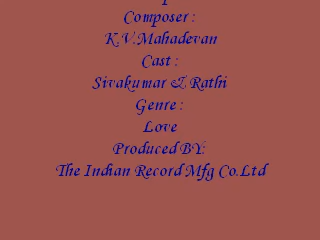 Composer :
K.V.Mahadevan
Cast :
Sivakumar & Rathi
Genre :
Love
Produced BY:
The Indian Record Mfg Co.Ltd